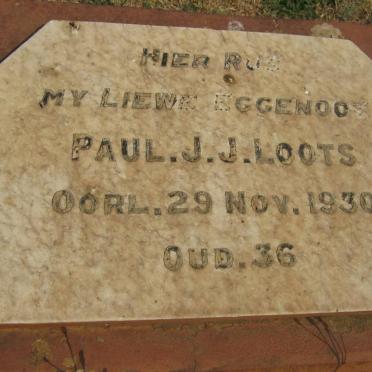 HIER RUS
MY LIEWE EGGENOOT
PAUL.J.J.LOOTS
OORL.29 NOV.1930
OUD.36